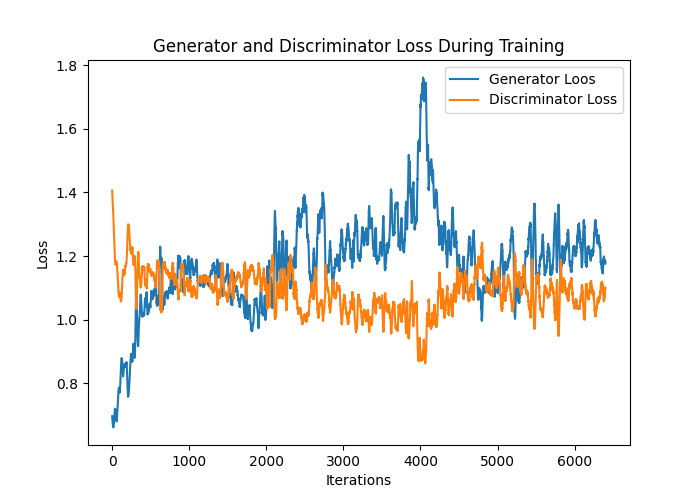 Generator and Discriminator Loss During Training
Generator Loos
Discriminator Loss
Loss
1.8
1.6
1.4
1.2
1.0
0.8
0 1000 2000 3000 4000 5000 6000
Iterations